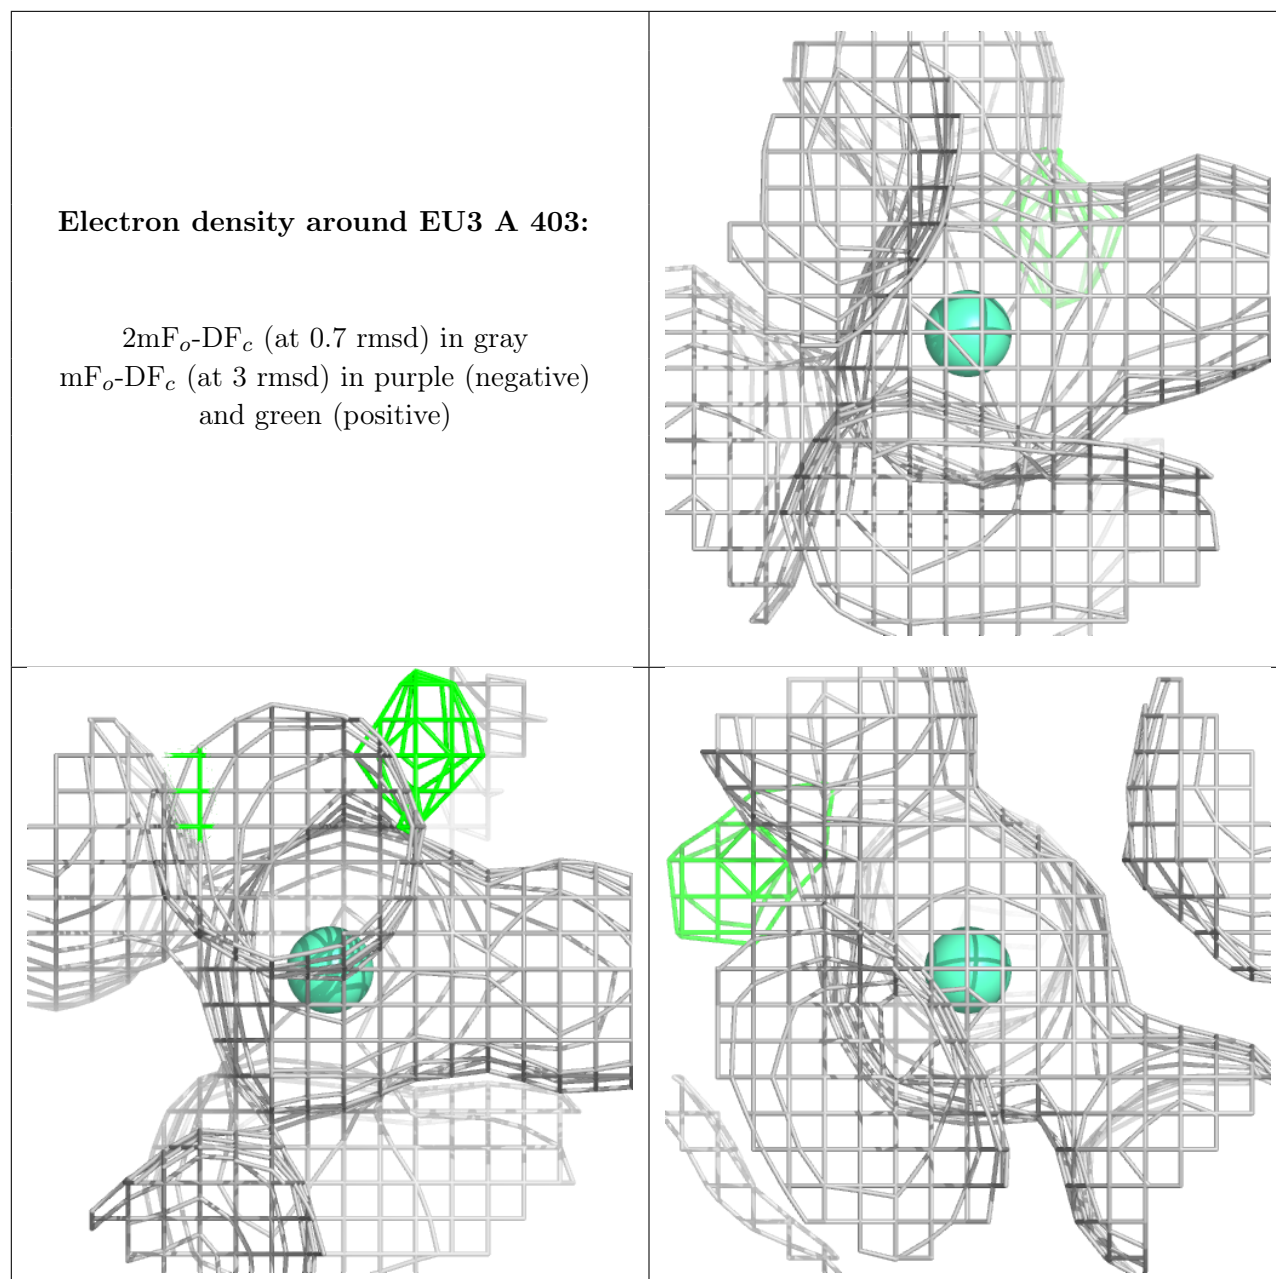 Electron density around EU3 A 403:
2mFₒ-DF𝑐 (at 0.7 rmsd) in gray
mFₒ-DF𝑐 (at 3 rmsd) in purple (negative)
and green (positive)